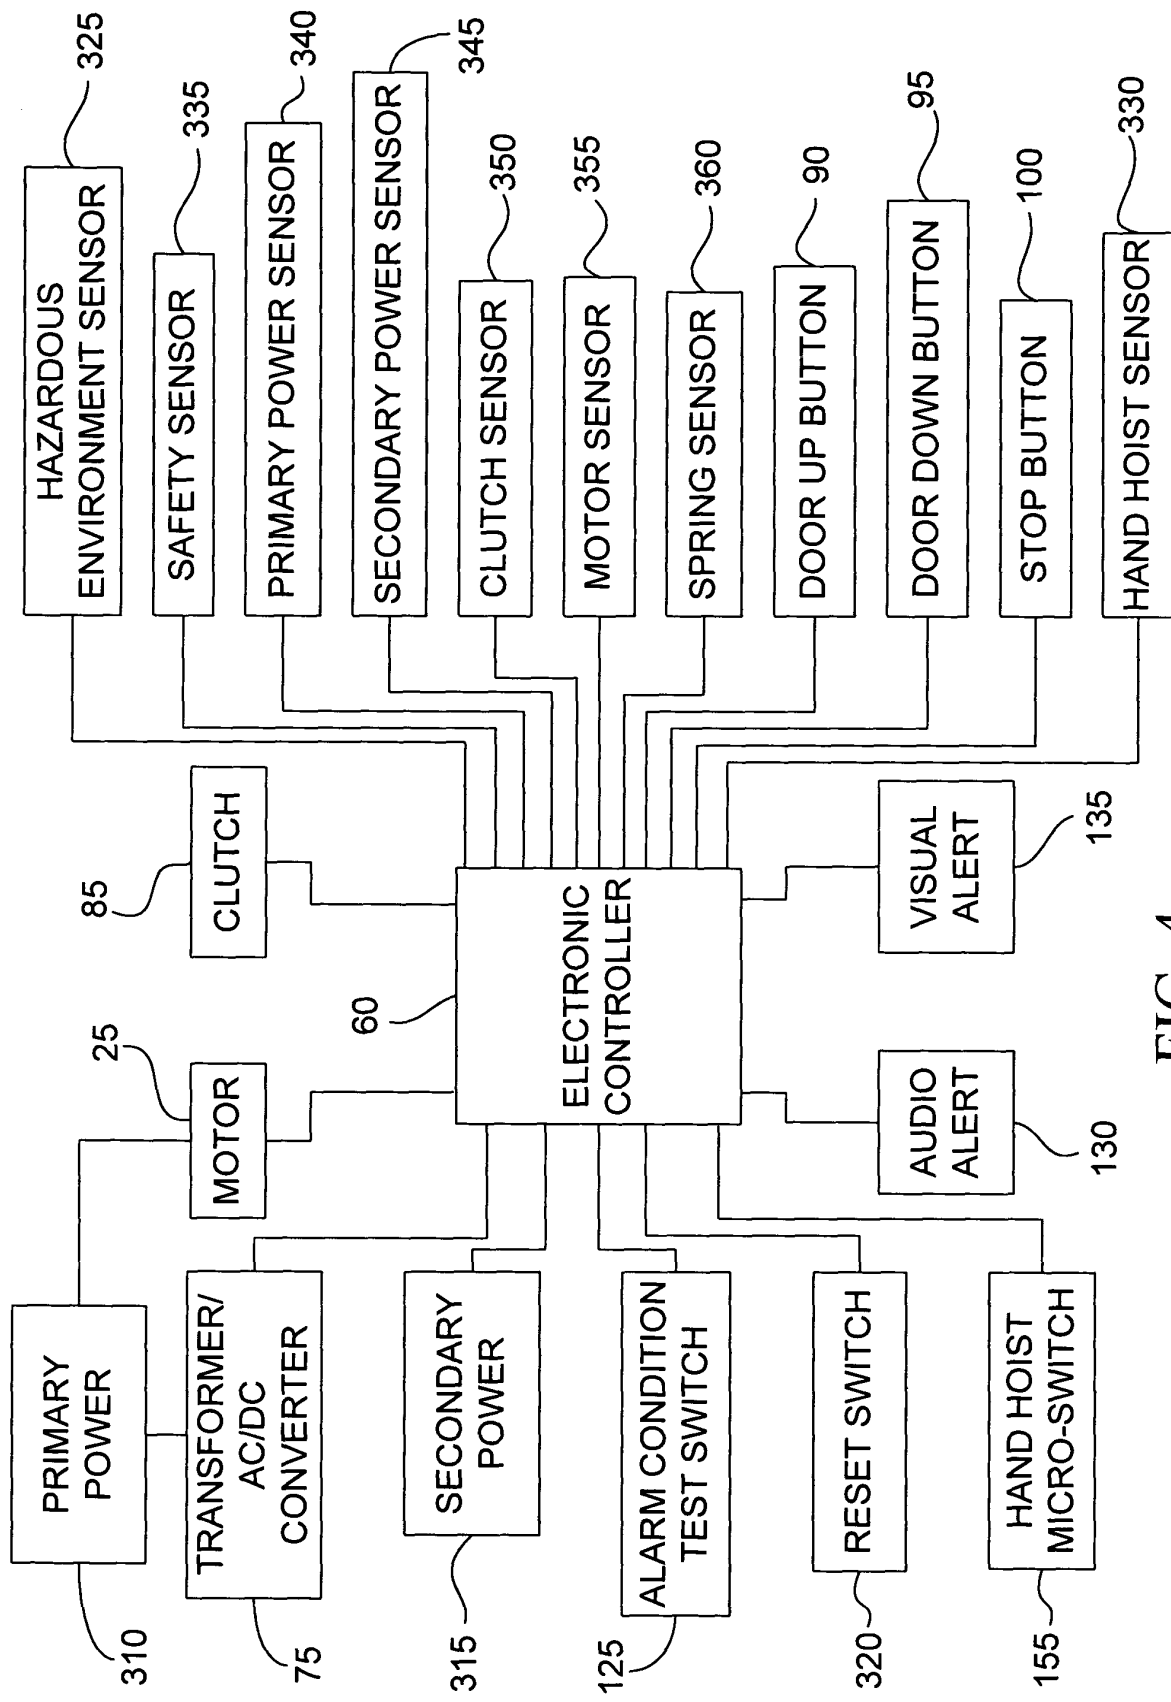 310
PRIMARY
POWER
25
MOTOR
85
CLUTCH
HAZARDOUS
ENVIRONMENT SENSOR
325
75
TRANSFORMER/
AC/DC
CONVERTER
SAFETY SENSOR
335
PRIMARY POWER SENSOR
340
315
SECONDARY
POWER
60
ELECTRONIC
CONTROLLER
SECONDARY POWER SENSOR
345
CLUTCH SENSOR
350
125
ALARM CONDITION
TEST SWITCH
MOTOR SENSOR
355
SPRING SENSOR
360
320
RESET SWITCH
DOOR UP BUTTON
90
DOOR DOWN BUTTON
95
155
HAND HOIST
MICRO-SWITCH
AUDIO
ALERT
130
VISUAL
ALERT
135
STOP BUTTON
100
HAND HOIST SENSOR
330